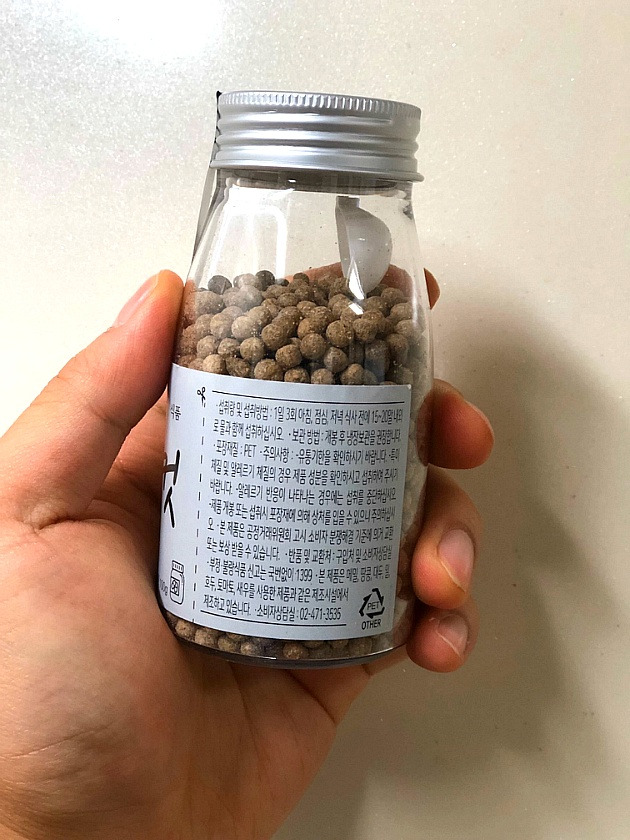 식품
것
00g
· 섭취량 및 섭취방법 : 1일 3회 아침, 점심, 저녁 식사 전에 15~20알 내외
로 물과 함께 섭취하십시오. · 보관 방법 : 개봉 후 냉장보관을 권장합니다.
· 포장재질 : PET · 주의사항 : -유통기한을 확인하시기 바랍니다. -특이
체질 및 알레르기 체질의 경우 제품 성분을 확인하시고 섭취하여 주시기
바랍니다. -알레르기 반응이 나타나는 경우에는 섭취를 중단하십시오.
-제품 개봉 또는 섭취시 포장재에 의해 상처를 입을 수 있으니 주의하십시
오. · 본 제품은 공정거래위원회 고시 소비자 분쟁해결 기준에 의거 교환
또는 보상 받을 수 있습니다. · 반품 및 교환처 : 구입처 및 소비자상담실
· 부정·불량식품 신고는 국번없이 1399 · 본 제품은 메밀, 땅콩, 대두, 밀,
호두, 토마토, 새우를 사용한 제품과 같은 제조시설에서
제조하고 있습니다. · 소비자상담실 : 02-471-3535
PET
OTHER